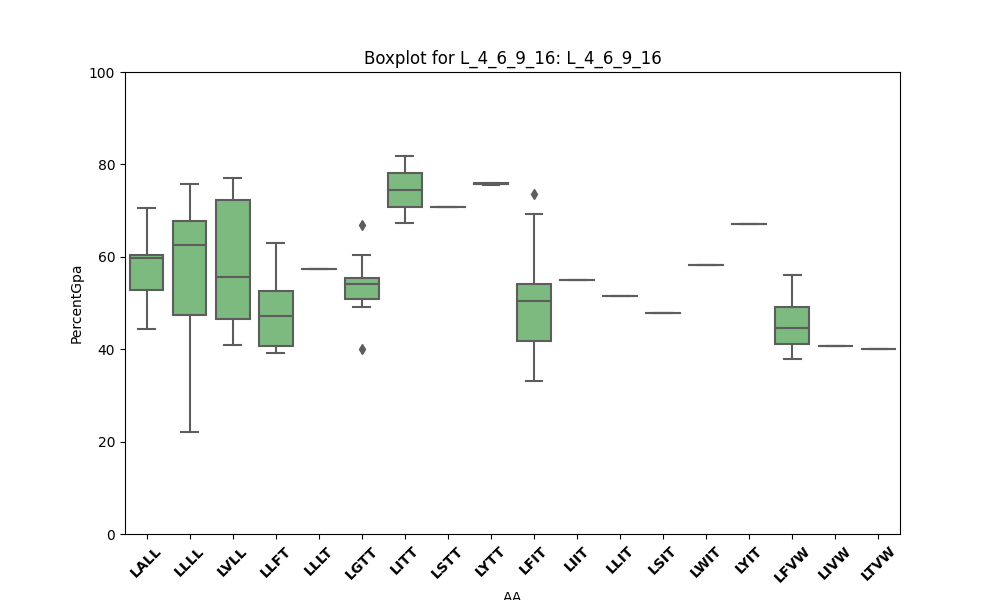 Boxplot for L_4_6_9_16: L_4_6_9_16
PercentGpa
100
80
60
40
20
0
LALL LLLL LVLL LLFT LLLT LGTT LITT LSTT LYTT LFIT LIIT LLIT LSIT LWIT LYIT LFVW LIVW LTVW
AA